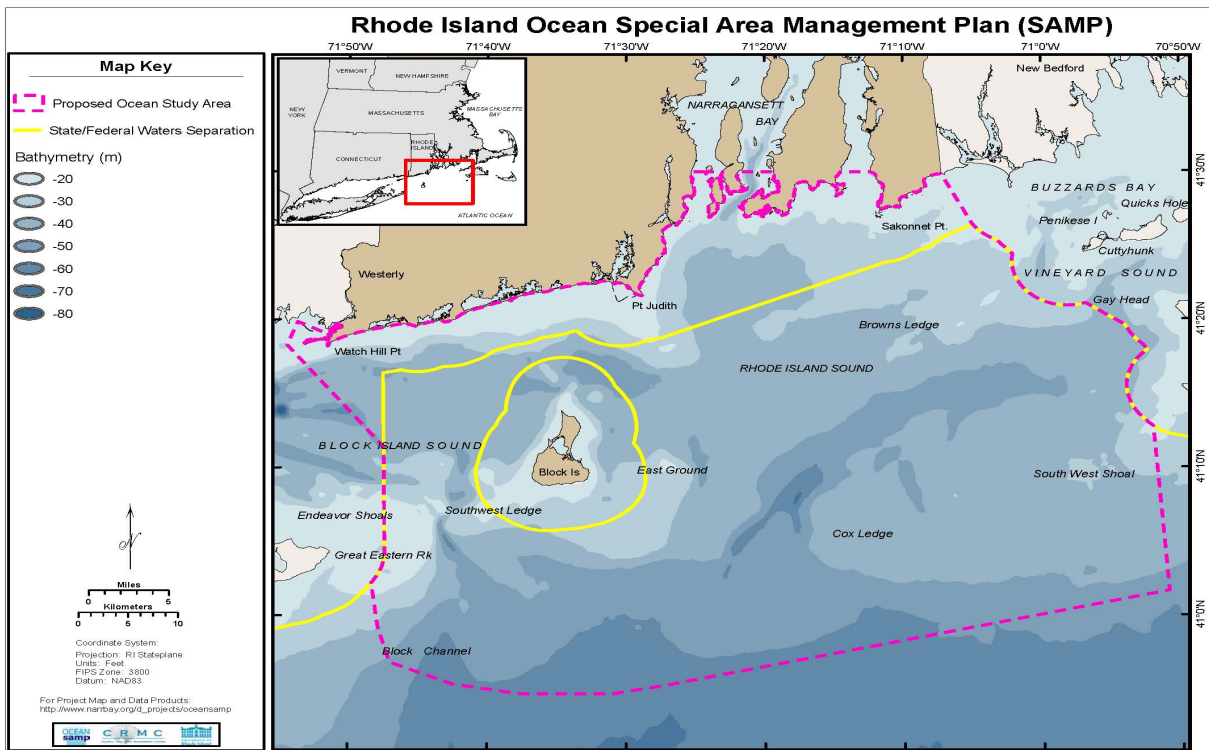 Rhode Island Ocean Special Area Management Plan (SAMP)
Map Key
Proposed Ocean Study Area
State/Federal Waters Separation
Bathymetry (m)
-20
-30
-40
-50
-60
-70
-80
N
Miles
0 5
Kilometers
0 5 10
Coordinate System:
Projection: RI Stateplane
Units: Feet
FIPS Zone: 3800
Datum: NAD83
For Project Map and Data Products:
http://www.narrbay.org/d_projects/oceansamp
OCEAN
samp
CRMC
71°50'W 71°40'W 71°30'W 71°20'W 71°10'W 71°0'W 70°50'W
VERMONT
NEW HAMPSHIRE
NEW
YORK
MASSACHUSETTS
MASSACHUSETTS
BAY
CONNECTICUT
RHODE
ISLAND
ATLANTIC OCEAN
NARRAGANSETT
BAY
New Bedford
41°30'N
BUZZARDS BAY
Quicks Hole
Penikese I
Sakonnet Pt.
Cuttyhunk
Westerly
VINEYARD SOUND
Gay Head
Pt Judith
41°20'N
Browns Ledge
Watch Hill Pt
RHODE ISLAND SOUND
BLOCK ISLAND SOUND
Block Is
East Ground
41°10'N
South West Shoal
Southwest Ledge
Endeavor Shoals
Cox Ledge
Great Eastern Rk
41°0'N
Block Channel